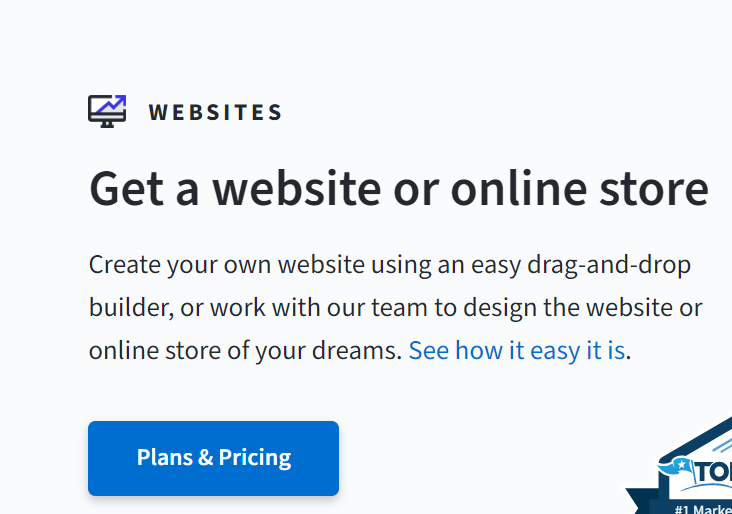 WEBSITES
Get a website or online store
Create your own website using an easy drag-and-drop
builder, or work with our team to design the website or
online store of your dreams. See how it easy it is.
Plans & Pricing
#1